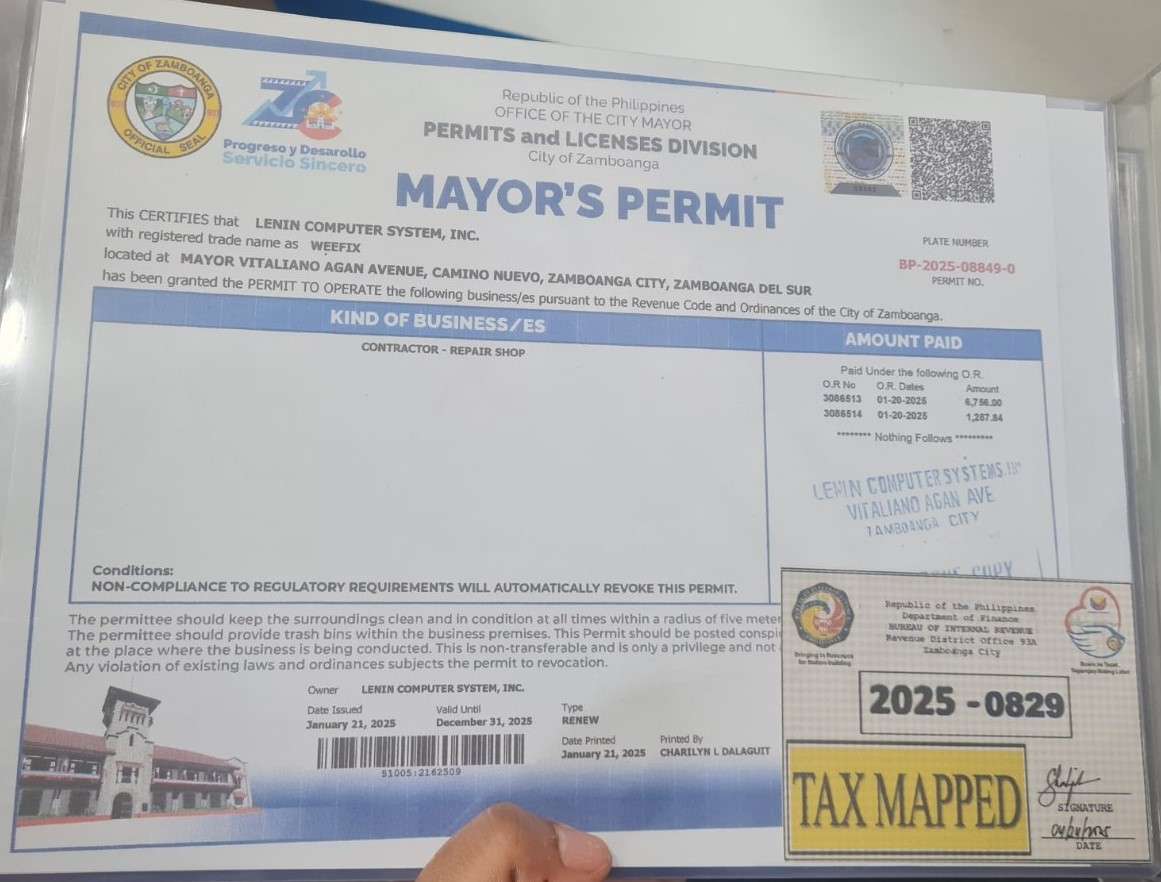 CITY OF ZAMBOANGA
OFFICIAL SEAL
ZC
Progreso y Desarollo
Servicio Sincero
Republic of the Philippines
OFFICE OF THE CITY MAYOR
PERMITS and LICENSES DIVISION
City of Zamboanga
MAYOR'S PERMIT
This CERTIFIES that LENIN COMPUTER SYSTEM, INC.
with registered trade name as WEEFIX
located at MAYOR VITALIANO AGAN AVENUE, CAMINO NUEVO, ZAMBOANGA CITY, ZAMBOANGA DEL SUR
has been granted the PERMIT TO OPERATE the following business/es pursuant to the Revenue Code and Ordinances of the City of Zamboanga.
PLATE NUMBER
BP-2025-08849-0
PERMIT NO.
KIND OF BUSINESS/ES
CONTRACTOR - REPAIR SHOP
AMOUNT PAID
Paid Under the following O.R.
O.R No O.R. Dates Amount
3086513 01-20-2025 6,756.00
3086514 01-20-2025 1,287.84
******** Nothing Follows *********
LENIN COMPUTER SYSTEMS
VITALIANO AGAN AVE
ZAMBOANGA CITY
COPY
Conditions:
NON-COMPLIANCE TO REGULATORY REQUIREMENTS WILL AUTOMATICALLY REVOKE THIS PERMIT.
The permittee should keep the surroundings clean and in condition at all times within a radius of five meter
The permittee should provide trash bins within the business premises. This Permit should be posted conspi
at the place where the business is being conducted. This is non-transferable and is only a privilege and not
Any violation of existing laws and ordinances subjects the permit to revocation.
Owner LENIN COMPUTER SYSTEM, INC.
Date Issued Valid Until Type
January 21, 2025 December 31, 2025 RENEW
Date Printed Printed By
January 21, 2025 CHARILYN L DALAGUIT
51005:2162509
Republic of the Philippines
Department of Finance
BUREAU OF INTERNAL REVENUE
Revenue District Office 93A
Zamboanga City
2025 -0829
TAX MAPPED
SIGNATURE
DATE